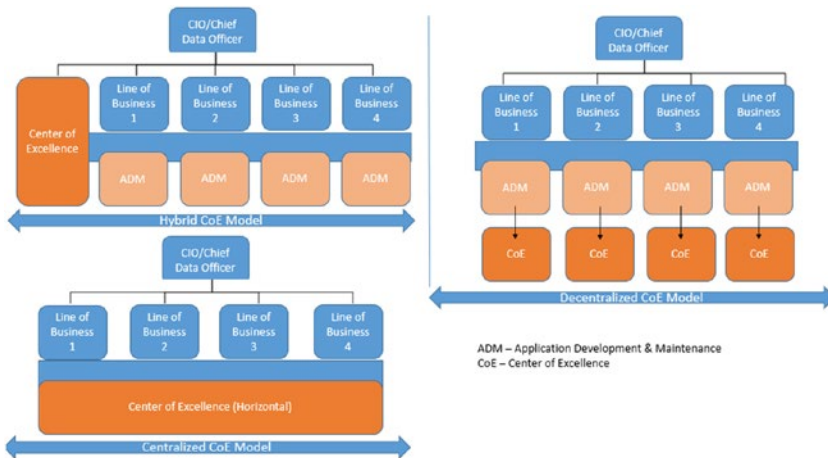 CIO/Chief
Data Officer
Center of
Excellence
Line of
Business
1
Line of
Business
2
Line of
Business
3
Line of
Business
4
ADM
ADM
ADM
ADM
Hybrid CoE Model
CIO/Chief
Data Officer
Line of
Business
1
Line of
Business
2
Line of
Business
3
Line of
Business
4
Center of Excellence (Horizontal)
Centralized CoE Model
CIO/Chief
Data Officer
Line of
Business
1
Line of
Business
2
Line of
Business
3
Line of
Business
4
ADM
ADM
ADM
ADM
CoE
CoE
CoE
CoE
Decentralized CoE Model
ADM – Application Development & Maintenance
CoE – Center of Excellence